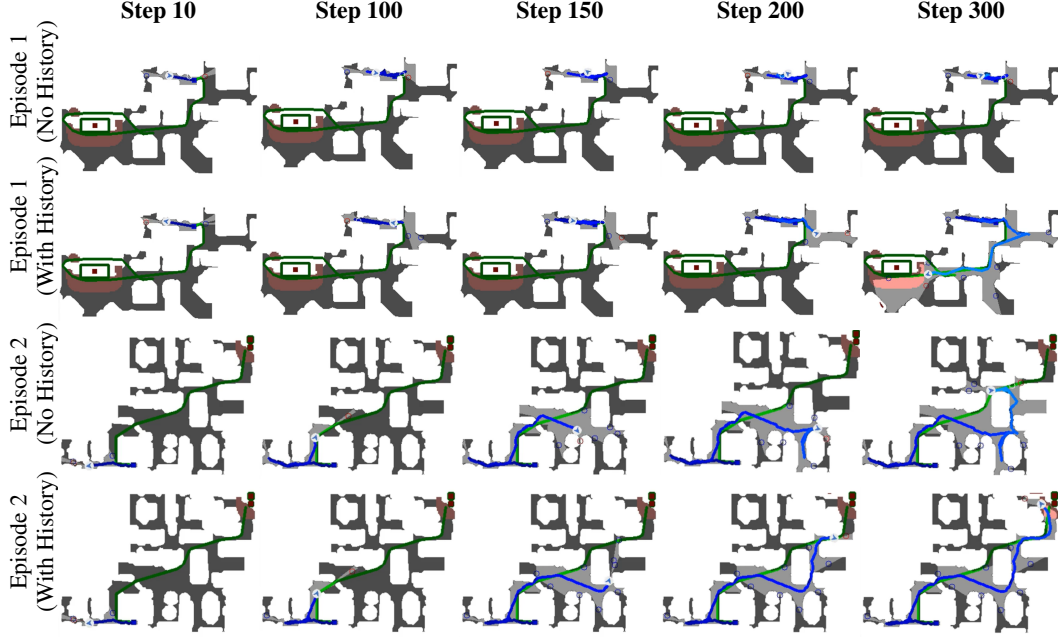 Step 10 Step 100 Step 150 Step 200 Step 300
Episode 1
(No History)
Episode 1
(With History)
Episode 2
(No History)
Episode 2
(With History)